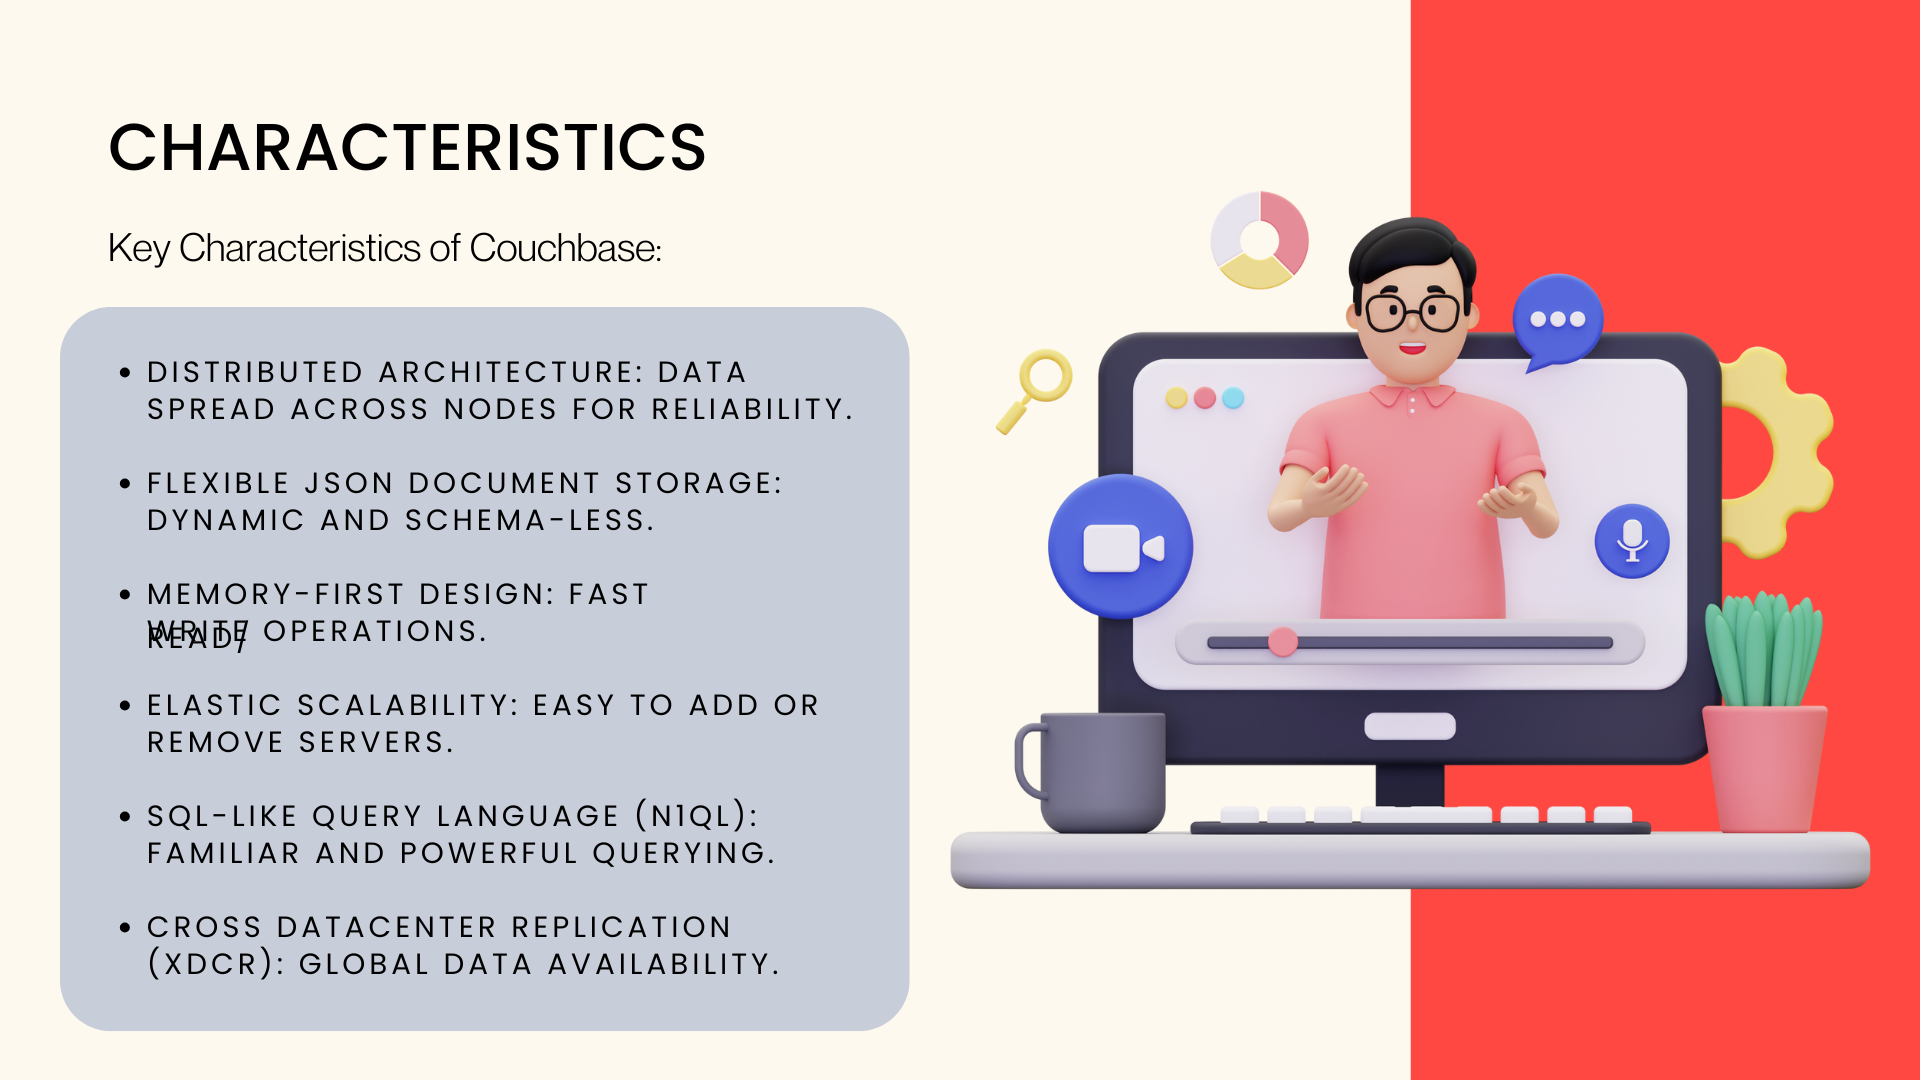 CHARACTERISTICS
Key Characteristics of Couchbase:
DISTRIBUTED ARCHITECTURE: DATA
SPREAD ACROSS NODES FOR RELIABILITY.
FLEXIBLE JSON DOCUMENT STORAGE:
DYNAMIC AND SCHEMA-LESS.
MEMORY-FIRST DESIGN: FAST
READ/
WRITE OPERATIONS.
ELASTIC SCALABILITY: EASY TO ADD OR
REMOVE SERVERS.
SQL-LIKE QUERY LANGUAGE (N1QL):
FAMILIAR AND POWERFUL QUERYING.
CROSS DATACENTER REPLICATION
(XDCR): GLOBAL DATA AVAILABILITY.